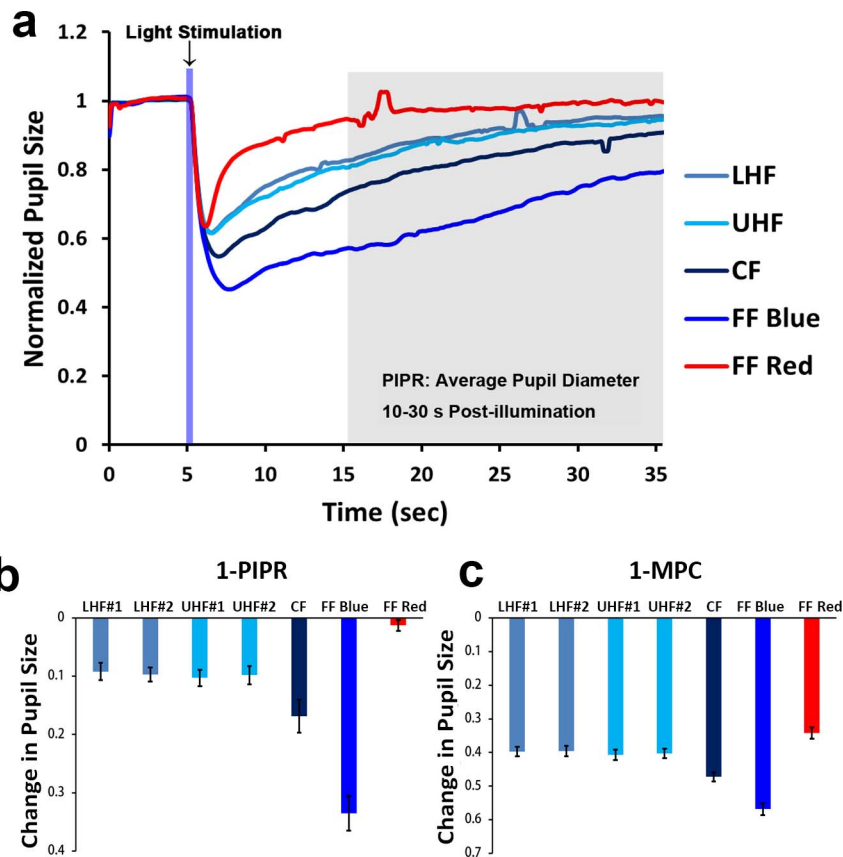 a
Light Stimulation
↓
1.2
1
0.8
0.6
0.4
0.2
0
Normalized Pupil Size
PIPR: Average Pupil Diameter
10-30 s Post-illumination
0 5 10 15 20 25 30 35
Time (sec)
LHF
UHF
CF
FF Blue
FF Red
b
1-PIPR
LHF#1 LHF#2 UHF#1 UHF#2 CF FF Blue FF Red
0
0.1
0.2
0.3
0.4
Change in Pupil Size
c
1-MPC
LHF#1 LHF#2 UHF#1 UHF#2 CF FF Blue FF Red
0
0.1
0.2
0.3
0.4
0.5
0.6
0.7
Change in Pupil Size